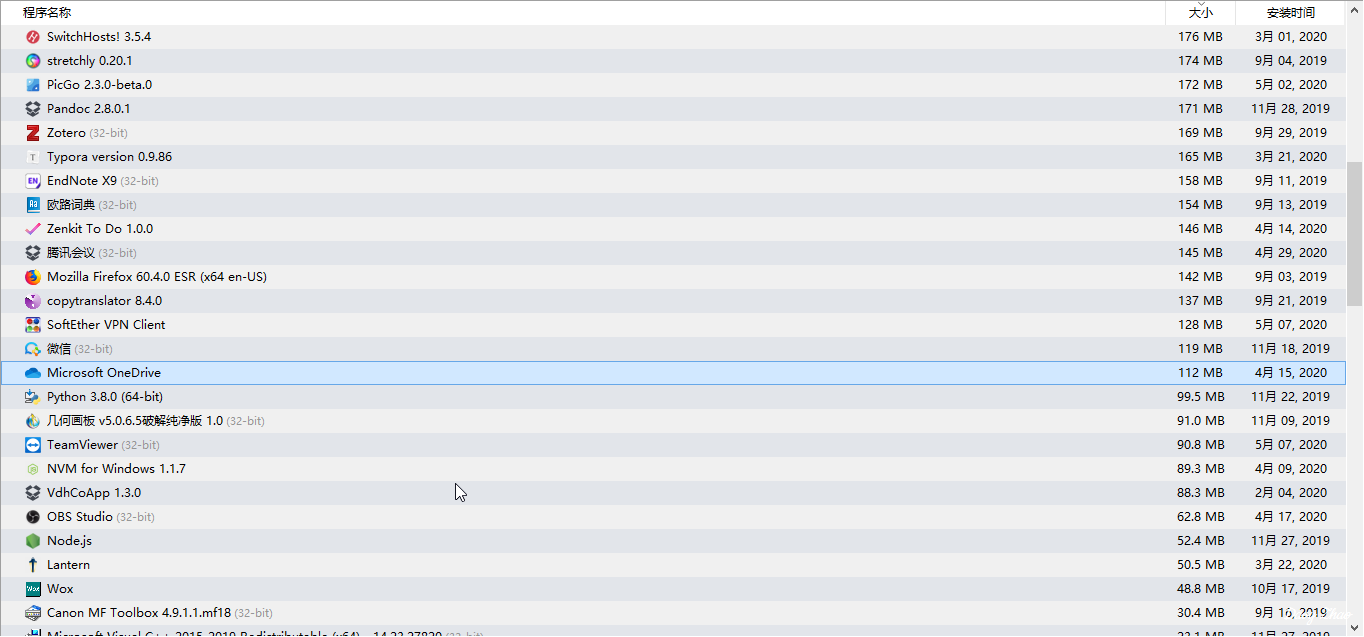 程序名称 大小 安装时间
SwitchHosts! 3.5.4 176 MB 3月 01, 2020
stretchly 0.20.1 174 MB 9月 04, 2019
PicGo 2.3.0-beta.0 172 MB 5月 02, 2020
Pandoc 2.8.0.1 171 MB 11月 28, 2019
Zotero (32-bit) 169 MB 9月 29, 2019
T Typora version 0.9.86 165 MB 3月 21, 2020
EN EndNote X9 (32-bit) 158 MB 9月 11, 2019
欧路词典 (32-bit) 154 MB 9月 13, 2019
Zenkit To Do 1.0.0 146 MB 4月 14, 2020
腾讯会议 (32-bit) 145 MB 4月 29, 2020
Mozilla Firefox 60.4.0 ESR (x64 en-US) 142 MB 9月 03, 2019
copytranslator 8.4.0 137 MB 9月 21, 2019
SoftEther VPN Client 128 MB 5月 07, 2020
微信 (32-bit) 119 MB 11月 18, 2019
Microsoft OneDrive 112 MB 4月 15, 2020
Python 3.8.0 (64-bit) 99.5 MB 11月 22, 2019
几何画板 v5.0.6.5破解纯净版 1.0 (32-bit) 91.0 MB 11月 09, 2019
TeamViewer (32-bit) 90.8 MB 5月 07, 2020
NVM for Windows 1.1.7 89.3 MB 4月 09, 2020
VdhCoApp 1.3.0 88.3 MB 2月 04, 2020
OBS Studio (32-bit) 62.8 MB 4月 17, 2020
Node.js 52.4 MB 11月 27, 2019
Lantern 50.5 MB 3月 22, 2020
Wox Wox 48.8 MB 10月 17, 2019
Canon MF Toolbox 4.9.1.1.mf18 (32-bit) 30.4 MB 9月 16, 2019
Microsoft Visual C++ 2015-2019 Redistributable (x64) - 14.22.27820 (32-bit) 11月 27, 2019